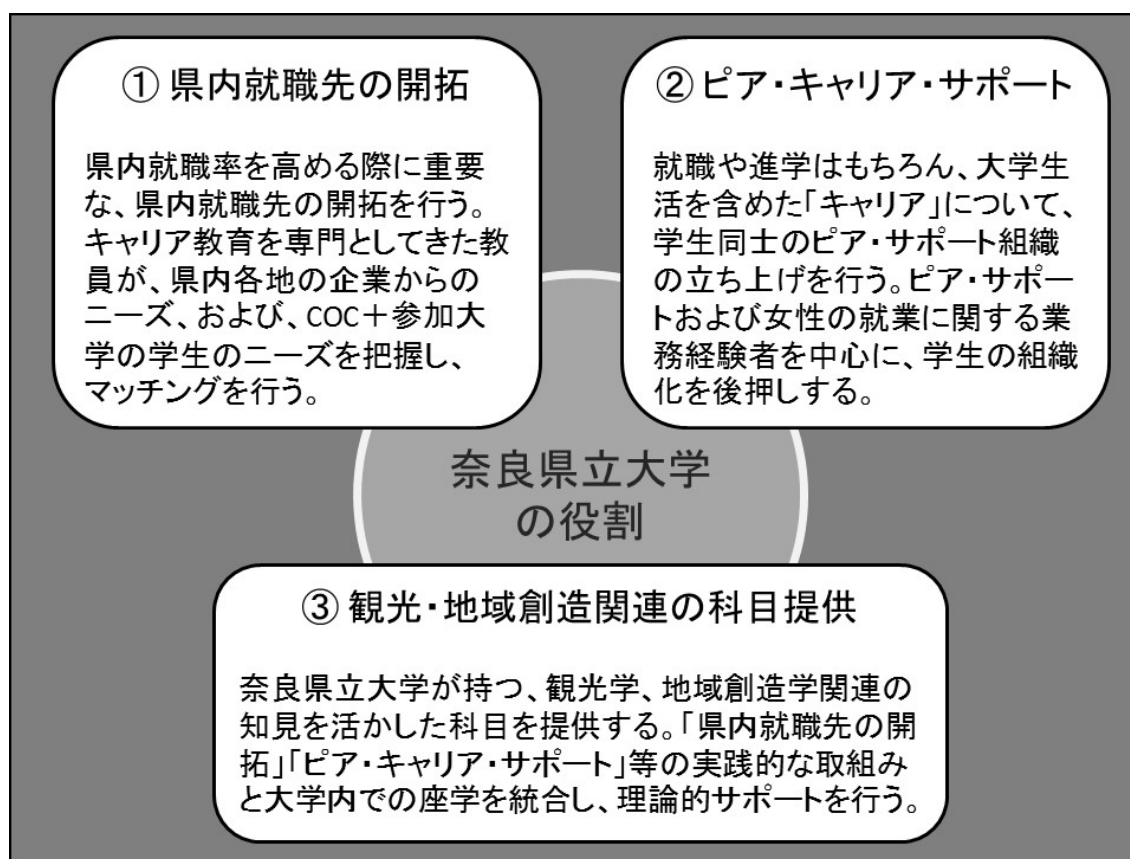 ① 県内就職先の開拓
県内就職率を高める際に重要
な、県内就職先の開拓を行う。
キャリア教育を専門としてきた教
員が、県内各地の企業からの
ニーズ、および、COC＋参加大
学の学生のニーズを把握し、
マッチングを行う。
② ピア・キャリア・サポート
就職や進学はもちろん、大学生
活を含めた「キャリア」について、
学生同士のピア・サポート組織
の立ち上げを行う。ピア・サポー
トおよび女性の就業に関する業
務経験者を中心に、学生の組織
化を後押しする。
奈良県立大学
の役割
③ 観光・地域創造関連の科目提供
奈良県立大学が持つ、観光学、地域創造学関連の
知見を活かした科目を提供する。「県内就職先の開
拓」「ピア・キャリア・サポート」等の実践的な取組み
と大学内での座学を統合し、理論的サポートを行う。